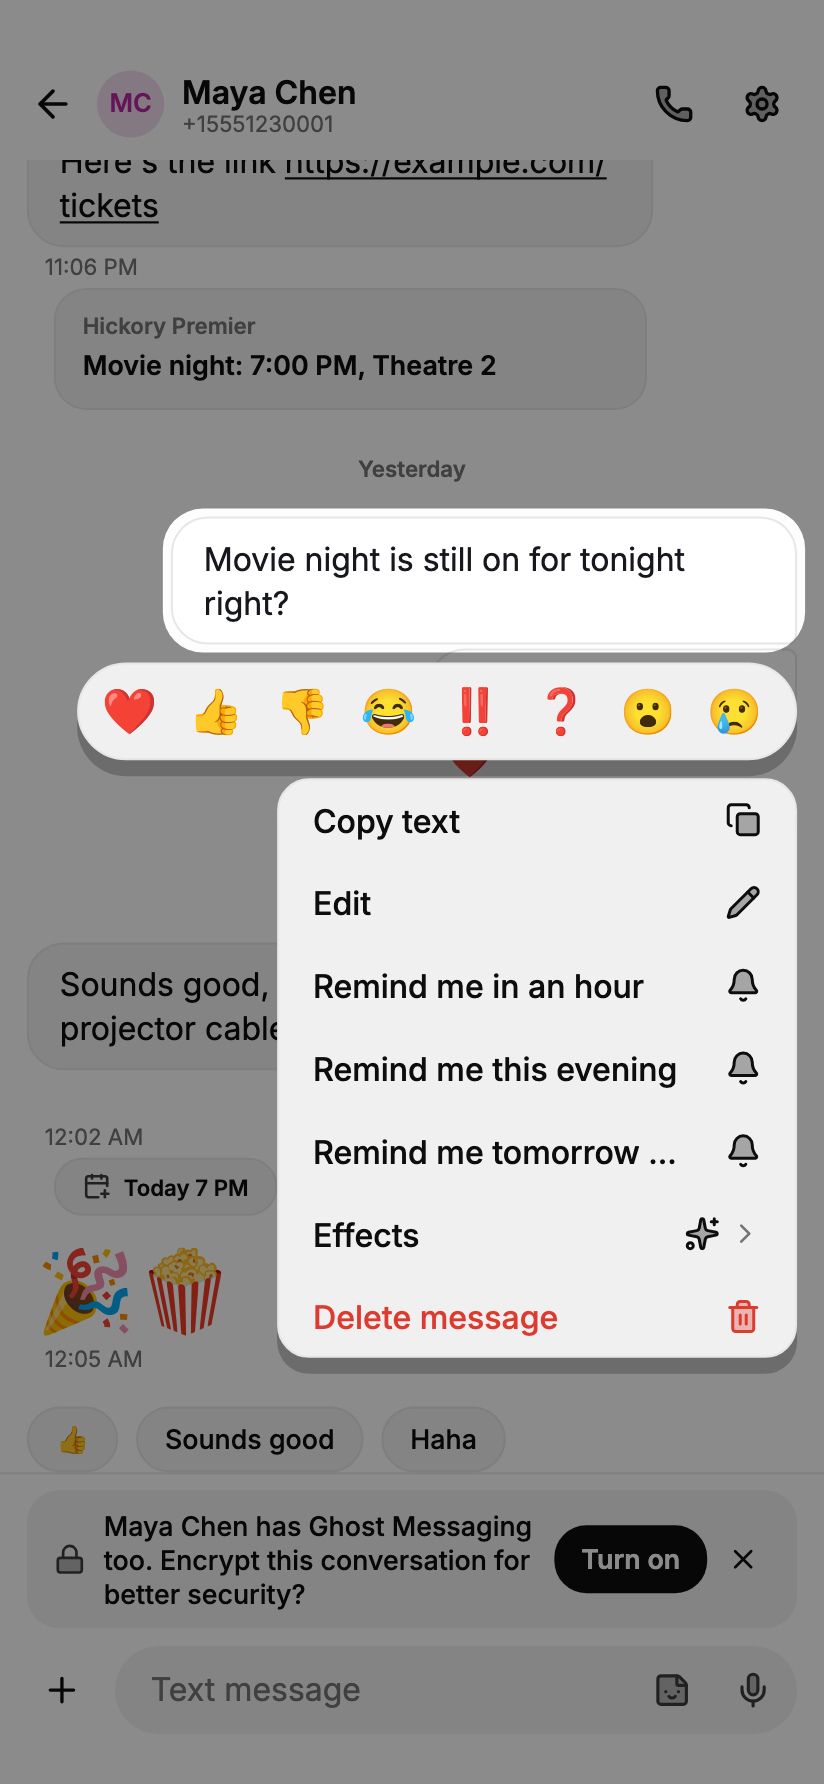 MC
Maya Chen
+15551230001
Here's the link https://example.com/
tickets
11:06 PM
Hickory Premier
Movie night: 7:00 PM, Theatre 2
Yesterday
Movie night is still on for tonight
right?
Copy text
Edit
Remind me in an hour
Sounds good,
projector cable
Remind me this evening
Remind me tomorrow ...
12:02 AM
Today 7 PM
Effects
Delete message
12:05 AM
Sounds good
Haha
Maya Chen has Ghost Messaging
too. Encrypt this conversation for
better security?
Turn on
Text message